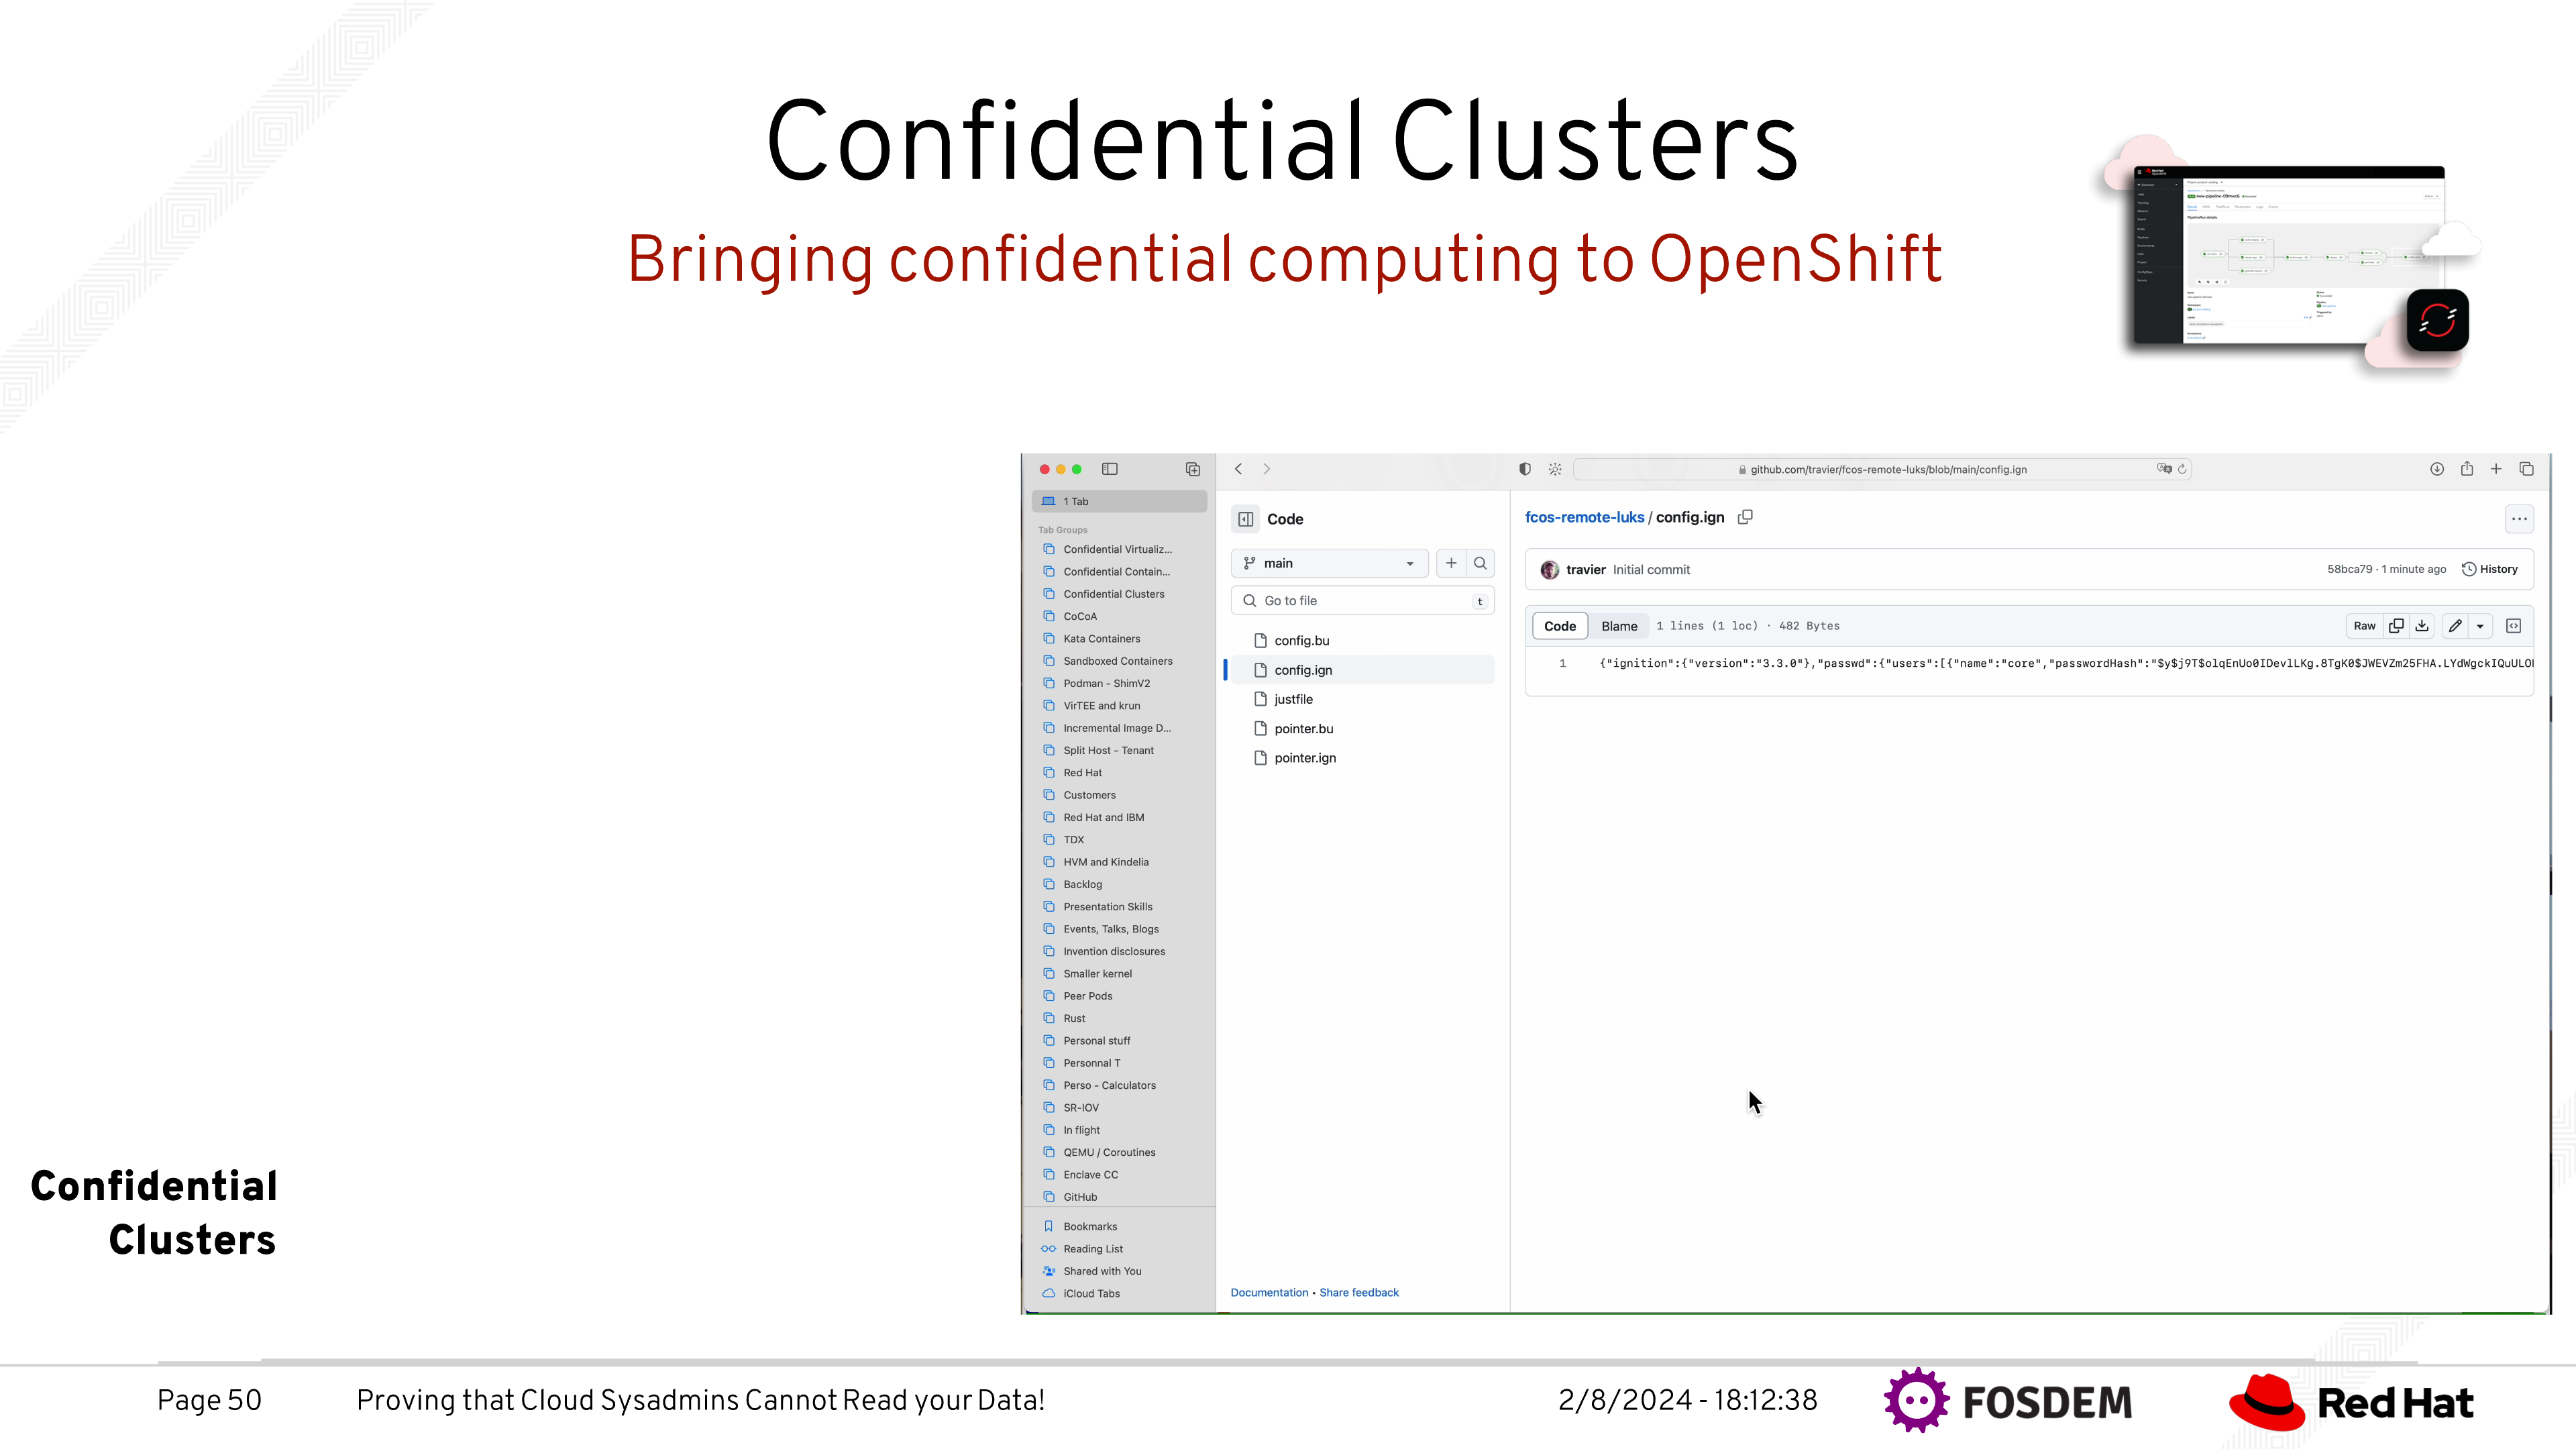 Confidential Clusters
Bringing confidential computing to OpenShift
1 Tab
Tab Groups
Confidential Virtualiz...
Confidential Contain...
Confidential Clusters
CoCoA
Kata Containers
Sandboxed Containers
Podman - ShimV2
VirTEE and krun
Incremental Image D...
Split Host - Tenant
Red Hat
Customers
Red Hat and IBM
TDX
HVM and Kindelia
Backlog
Presentation Skills
Events, Talks, Blogs
Invention disclosures
Smaller kernel
Peer Pods
Rust
Personal stuff
Personnal T
Perso - Calculators
SR-IOV
In flight
QEMU / Coroutines
Enclave CC
GitHub
Bookmarks
Reading List
Shared with You
iCloud Tabs
github.com/travier/fcos-remote-luks/blob/main/config.ign
Code
main
Go to file
t
config.bu
config.ign
justfile
pointer.bu
pointer.ign
Documentation • Share feedback
fcos-remote-luks / config.ign
travier Initial commit
58bca79 · 1 minute ago
History
Code Blame 1 lines (1 loc) · 482 Bytes
Raw
1 {"ignition":{"version":"3.3.0"},"passwd":{"users":[{"name":"core","passwordHash":"$y$j9T$olqEnUo0IDevlLKg.8TgK0$JWEVZm25FHA.LYdWgckIQuULO
Confidential
Clusters
Page 50
Proving that Cloud Sysadmins Cannot Read your Data!
2/8/2024 - 18:12:38
FOSDEM
Red Hat